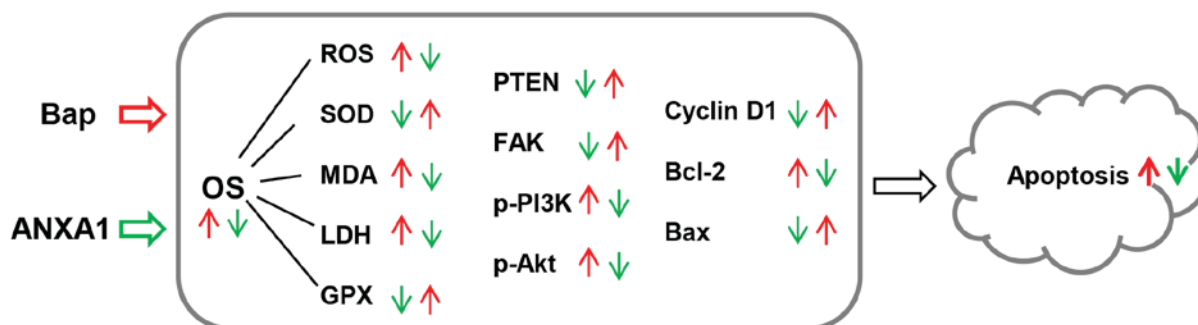 Bap
ANXA1
OS
ROS
SOD
MDA
LDH
GPX
PTEN
FAK
p-PI3K
p-Akt
Cyclin D1
Bcl-2
Bax
Apoptosis